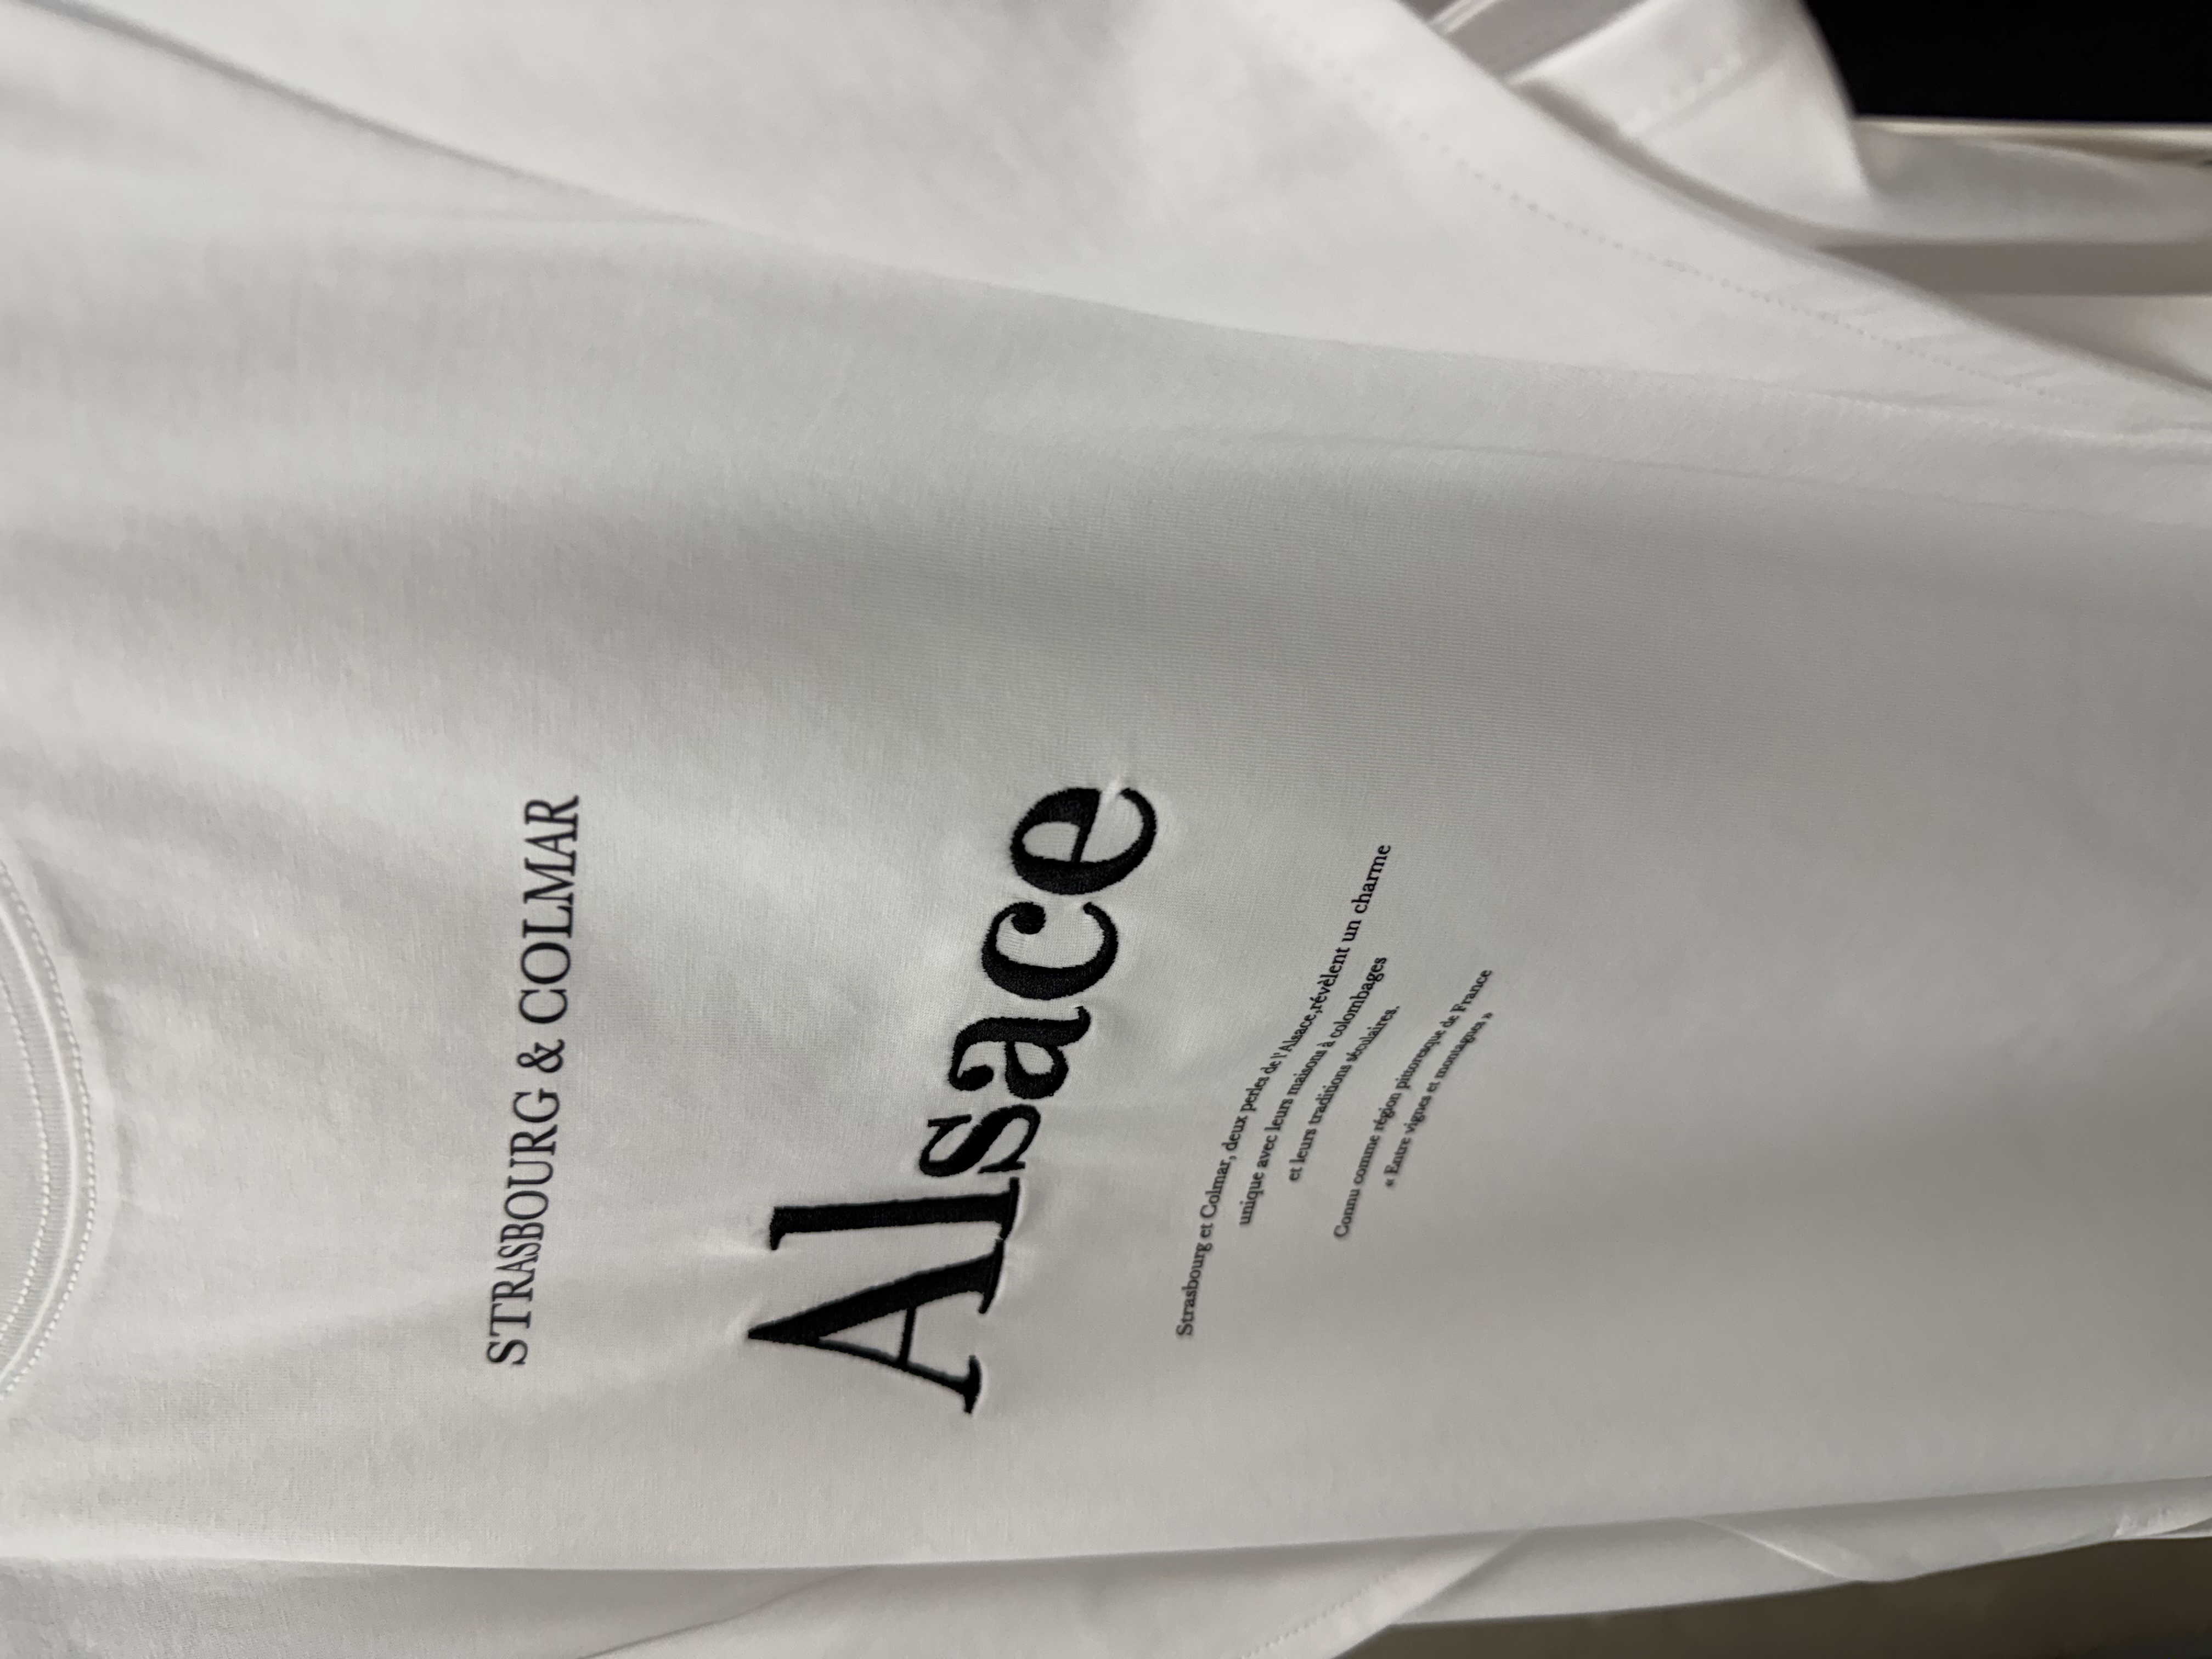 STRASBOURG & COLMAR
Alsace
Strasbourg et Colmar, deux perles de l'Alsace,révèlent un charme
unique avec leurs maisons à colombages
et leurs traditions séculaires.
Connu comme région pittoresque de France
« Entre vignes et montagnes »